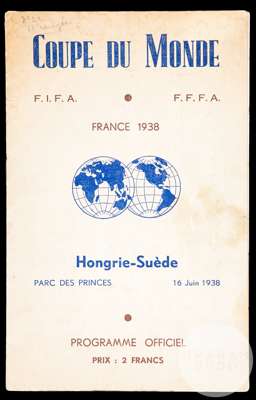 COUPE DU MONDE
F.I.F.A. F.F.F.A.
FRANCE 1938
Hongrie-Suède
PARC DES PRINCES 16 Juin 1938
PROGRAMME OFFICIEL
PRIX : 2 FRANCS